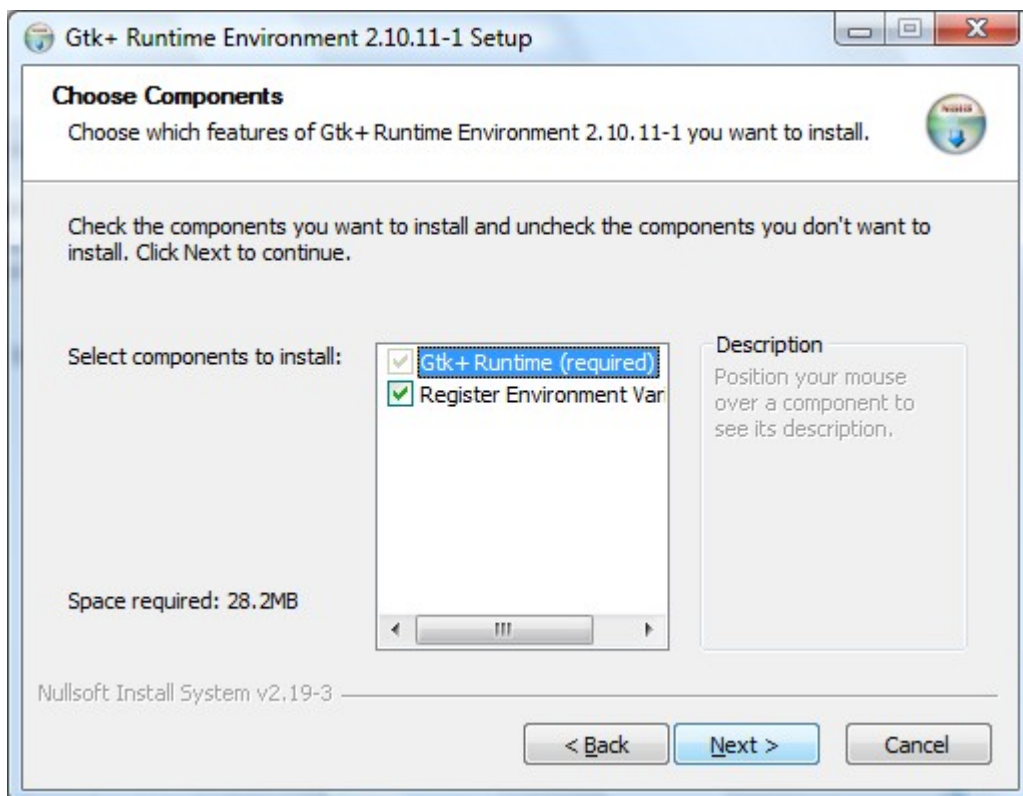 Gtk+ Runtime Environment 2.10.11-1 Setup
Choose Components
Choose which features of Gtk+ Runtime Environment 2.10.11-1 you want to install.
Check the components you want to install and uncheck the components you don't want to
install. Click Next to continue.
Select components to install:
Gtk+ Runtime (required)
Register Environment Var
Description
Position your mouse
over a component to
see its description.
Space required: 28.2MB
Nullsoft Install System v2.19-3
< Back
Next >
Cancel